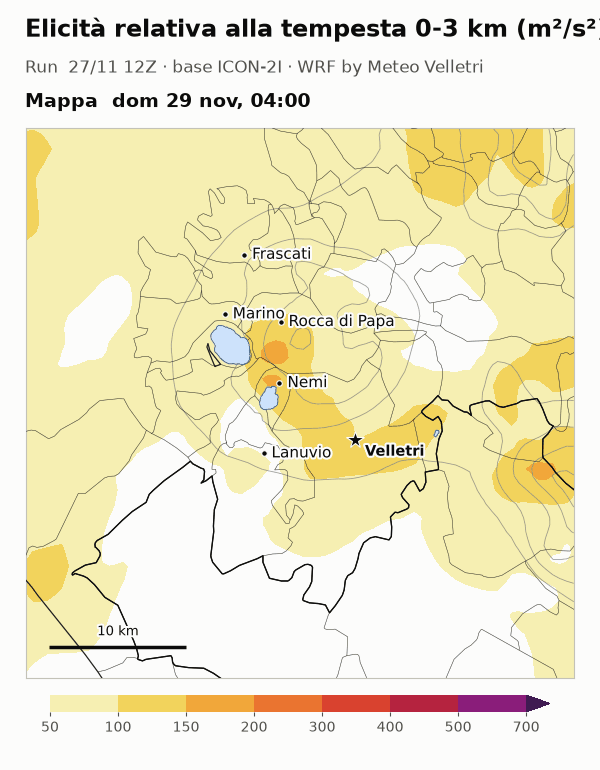 Elicità relativa alla tempesta 0-3 km (m²/s²)
Run 27/11 12Z · base ICON-2I · WRF by Meteo Velletri
Mappa dom 29 nov, 04:00
Frascati
Marino
Rocca di Papa
Nemi
Velletri
Lanuvio
10 km
50 100 150 200 300 400 500 700